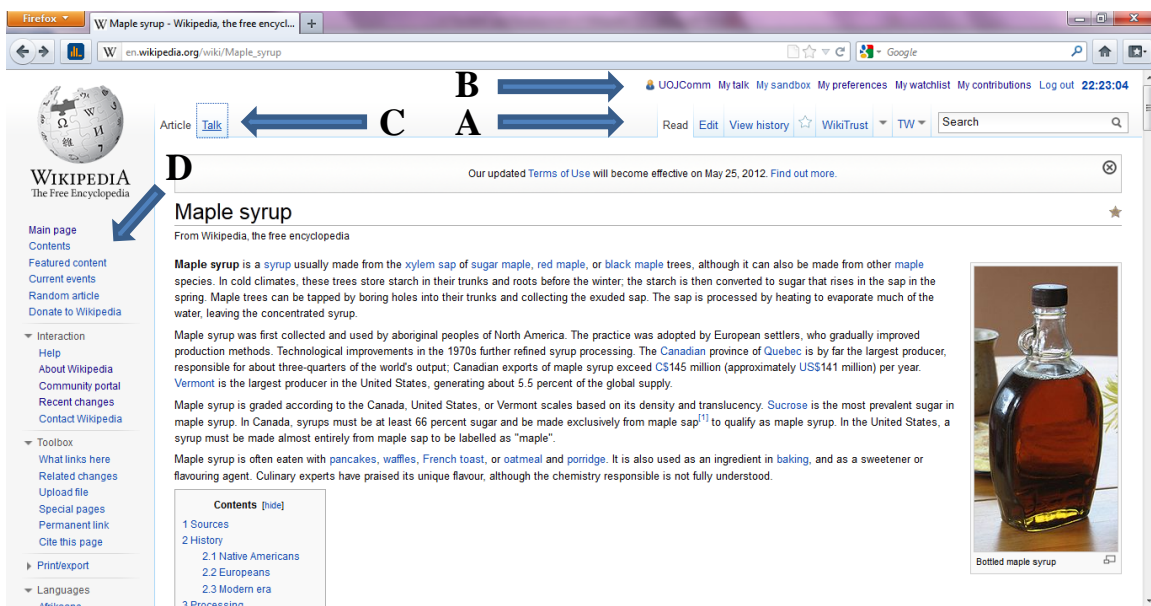 Firefox
Maple syrup - Wikipedia, the free encycl...
en.wikipedia.org/wiki/Maple_syrup
Google
B
UOJComm My talk My sandbox My preferences My watchlist My contributions Log out 22:23:04
Article Talk
C
A
Read Edit View history WikiTrust TW Search
WIKIPEDIA
The Free Encyclopedia
D
Our updated Terms of Use will become effective on May 25, 2012. Find out more.
Main page
Contents
Featured content
Current events
Random article
Donate to Wikipedia
Interaction
Help
About Wikipedia
Community portal
Recent changes
Contact Wikipedia
Toolbox
What links here
Related changes
Upload file
Special pages
Permanent link
Cite this page
Print/export
Languages
Maple syrup
From Wikipedia, the free encyclopedia
Maple syrup is a syrup usually made from the xylem sap of sugar maple, red maple, or black maple trees, although it can also be made from other maple
species. In cold climates, these trees store starch in their trunks and roots before the winter; the starch is then converted to sugar that rises in the sap in the
spring. Maple trees can be tapped by boring holes into their trunks and collecting the exuded sap. The sap is processed by heating to evaporate much of the
water, leaving the concentrated syrup.
Maple syrup was first collected and used by aboriginal peoples of North America. The practice was adopted by European settlers, who gradually improved
production methods. Technological improvements in the 1970s further refined syrup processing. The Canadian province of Quebec is by far the largest producer,
responsible for about three-quarters of the world's output; Canadian exports of maple syrup exceed C$145 million (approximately US$141 million) per year.
Vermont is the largest producer in the United States, generating about 5.5 percent of the global supply.
Maple syrup is graded according to the Canada, United States, or Vermont scales based on its density and translucency. Sucrose is the most prevalent sugar in
maple syrup. In Canada, syrups must be at least 66 percent sugar and be made exclusively from maple sap[1] to qualify as maple syrup. In the United States, a
syrup must be made almost entirely from maple sap to be labelled as "maple".
Maple syrup is often eaten with pancakes, waffles, French toast, or oatmeal and porridge. It is also used as an ingredient in baking, and as a sweetener or
flavouring agent. Culinary experts have praised its unique flavour, although the chemistry responsible is not fully understood.
Contents [hide]
1 Sources
2 History
2.1 Native Americans
2.2 Europeans
2.3 Modern era
3 Processing
Bottled maple syrup